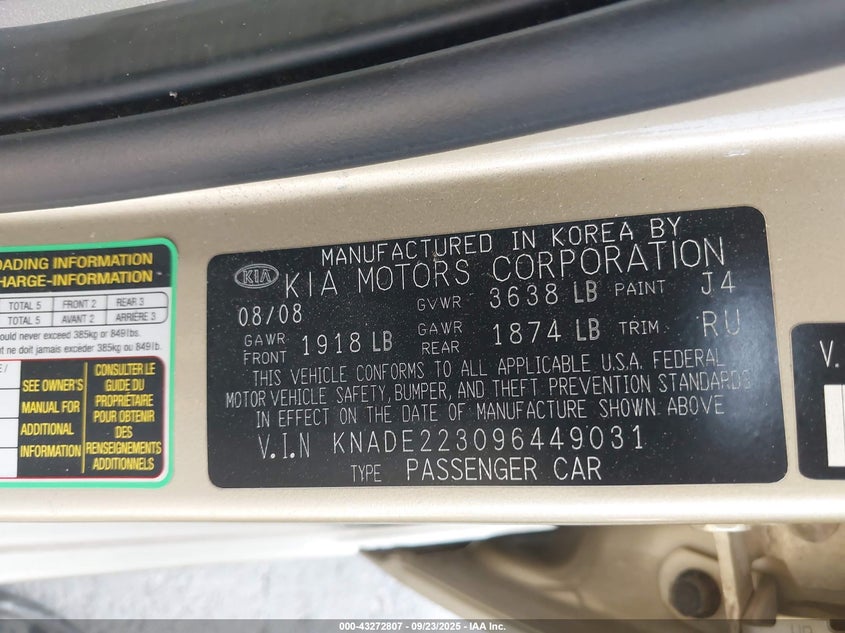 MANUFACTURED IN KOREA BY
KIA KIA MOTORS CORPORATION
08/08 GVWR 3638 LB PAINT J4
GAWR FRONT 1918 LB GAWR REAR 1874 LB TRIM RU
THIS VEHICLE CONFORMS TO ALL APPLICABLE U.S.A. FEDERAL
MOTOR VEHICLE SAFETY, BUMPER, AND THEFT PREVENTION STANDARDS
IN EFFECT ON THE DATE OF MANUFACTURE SHOWN ABOVE
V.I.N KNADE223096449031
TYPE PASSENGER CAR
OADING INFORMATION
HARGE-INFORMATION
TOTAL 5 FRONT 2 REAR 3
TOTAL 5 AVANT 2 ARRIÈRE 3
ould never exceed 385kg or 849lbs.
t ne doit jamais exceder 385kg ou 849lb.
SEE OWNER'S
MANUAL FOR
ADDITIONAL
INFORMATION
CONSULTER LE
GUIDE DU
PROPRIÉTAIRE
POUR OBTENIR
DES
RENSEIGNEMENTS
ADDITIONNELS
V.
000-43272807 - 09/23/2025 - IAA Inc.